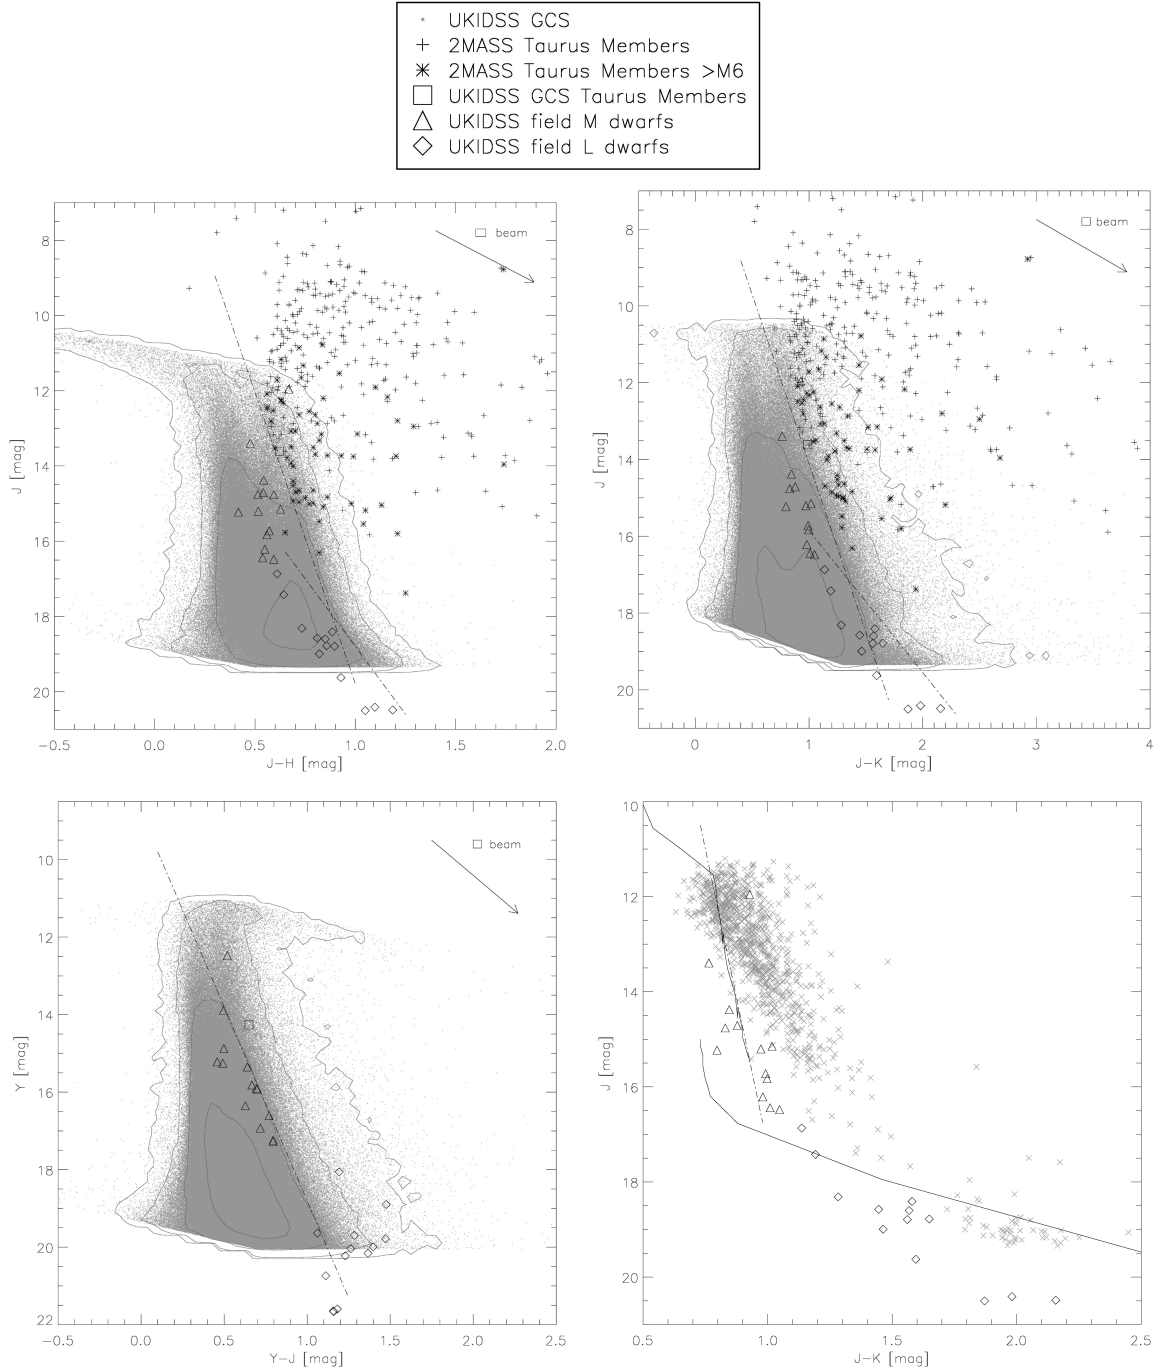 UKIDSS GCS
2MASS Taurus Members
2MASS Taurus Members >M6
UKIDSS GCS Taurus Members
UKIDSS field M dwarfs
UKIDSS field L dwarfs
beam
8
10
12
14
16
18
20
J [mag]
−0.5 0.0 0.5 1.0 1.5 2.0
J−H [mag]
beam
8
10
12
14
16
18
20
J [mag]
0 1 2 3 4
J−K [mag]
beam
10
12
14
16
18
20
22
Y [mag]
−0.5 0.0 0.5 1.0 1.5 2.0 2.5
Y−J [mag]
10
12
14
16
18
20
J [mag]
0.5 1.0 1.5 2.0 2.5
J−K [mag]